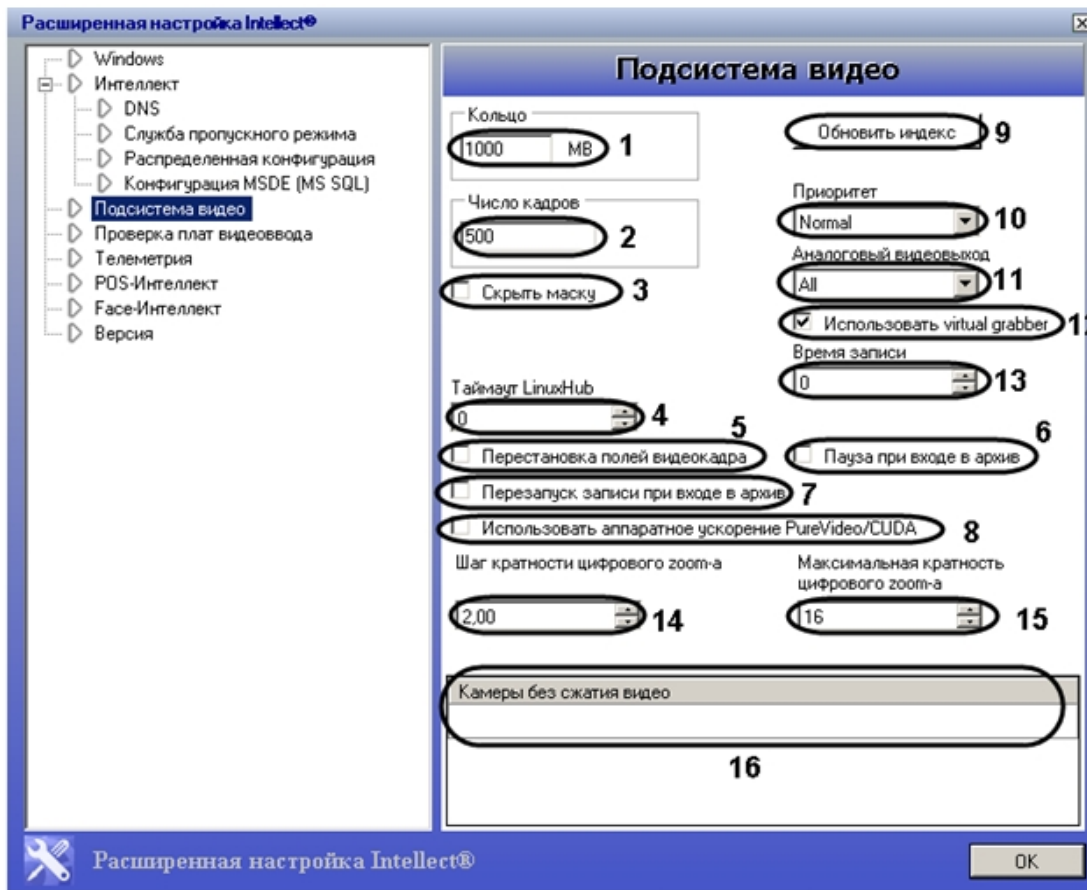 Расширенная настройка Intellect®
Windows
Интеллект
DNS
Служба пропускного режима
Распределенная конфигурация
Конфигурация MSDE (MS SQL)
Подсистема видео
Проверка плат видеоввода
Телеметрия
POS-Интеллект
Face-Интеллект
Версия
Подсистема видео
Кольцо
1000 MB 1
Обновить индекс 9
Число кадров
500 2
Приоритет
Normal 10
Аналоговый видеовыход
All 11
Скрыть маску 3
Использовать virtual grabber 12
Время записи
0 13
Таймаут LinuxHub
0 4
Перестановка полей видеокадра 5
Пауза при входе в архив 6
Перезапуск записи при входе в архив 7
Использовать аппаратное ускорение PureVideo/CUDA 8
Шаг кратности цифрового zoom-а
2,00 14
Максимальная кратность
цифрового zoom-а
16 15
Камеры без сжатия видео
16
Расширенная настройка Intellect®
OK